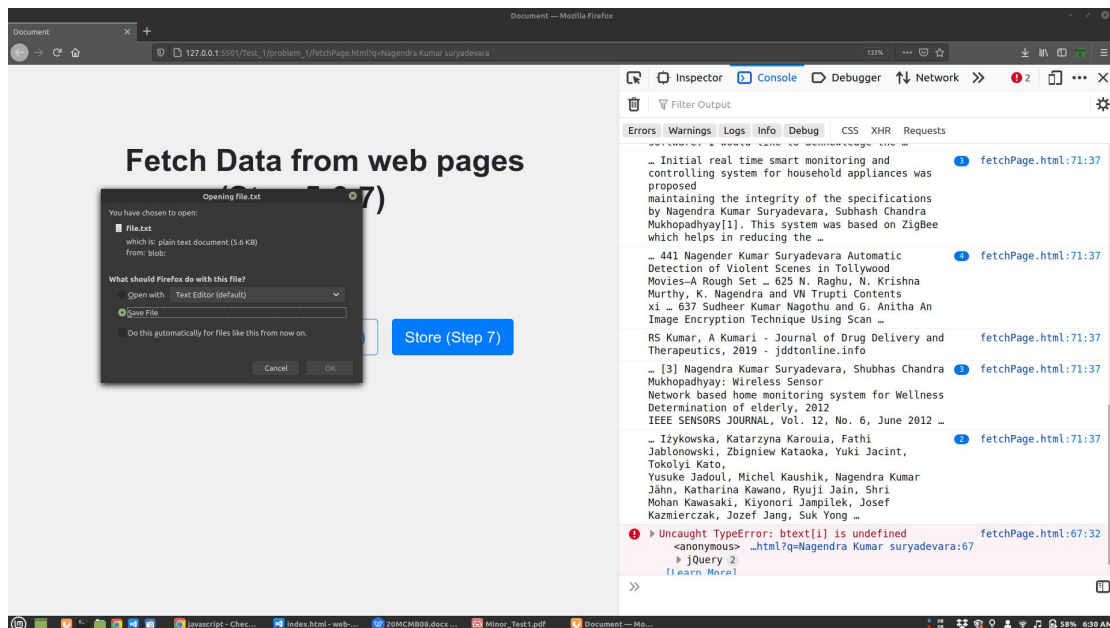 Document — Mozilla Firefox
Document
127.0.0.1:5501/Test_1/problem_1/fetchPage.html?q=Nagendra Kumar suryadevara
133%
Fetch Data from web pages
7)
Opening file.txt
You have chosen to open:
file.txt
which is: plain text document (5.6 KB)
from: blob:
What should Firefox do with this file?
Open with Text Editor (default)
Save File
Do this automatically for files like this from now on.
Cancel OK
Store (Step 7)
Inspector Console Debugger Network 2
Filter Output
Errors Warnings Logs Info Debug CSS XHR Requests
… Initial real time smart monitoring and 3 fetchPage.html:71:37
controlling system for household appliances was
proposed
maintaining the integrity of the specifications
by Nagendra Kumar Suryadevara, Subhash Chandra
Mukhopadhyay[1]. This system was based on ZigBee
which helps in reducing the …
… 441 Nagender Kumar Suryadevara Automatic 4 fetchPage.html:71:37
Detection of Violent Scenes in Tollywood
Movies—A Rough Set … 625 N. Raghu, N. Krishna
Murthy, K. Nagendra and VN Trupti Contents
xi … 637 Sudheer Kumar Nagothu and G. Anitha An
Image Encryption Technique Using Scan …
RS Kumar, A Kumari - Journal of Drug Delivery and fetchPage.html:71:37
Therapeutics, 2019 - jddtonline.info
… [3] Nagendra Kumar Suryadevara, Shubhas Chandra 3 fetchPage.html:71:37
Mukhopadhyay: Wireless Sensor
Network based home monitoring system for Wellness
Determination of elderly, 2012
IEEE SENSORS JOURNAL, Vol. 12, No. 6, June 2012 …
… Iżykowska, Katarzyna Karouia, Fathi 2 fetchPage.html:71:37
Jablonowski, Zbigniew Kataoka, Yuki Jacint,
Tokolyi Kato,
Yusuke Jadoul, Michel Kaushik, Nagendra Kumar
Jähn, Katharina Kawano, Ryuji Jain, Shri
Mohan Kawasaki, Kiyonori Jampilek, Josef
Kazmierczak, Jozef Jang, Suk Yong …
Uncaught TypeError: btext[i] is undefined fetchPage.html:67:32
<anonymous> …html?q=Nagendra Kumar suryadevara:67
jQuery 2
[Learn More]
javascript - Chec... index.html - web-... 20MCMB08.docx ... Minor_Test1.pdf Document — Mo...
58% 6:30 AM